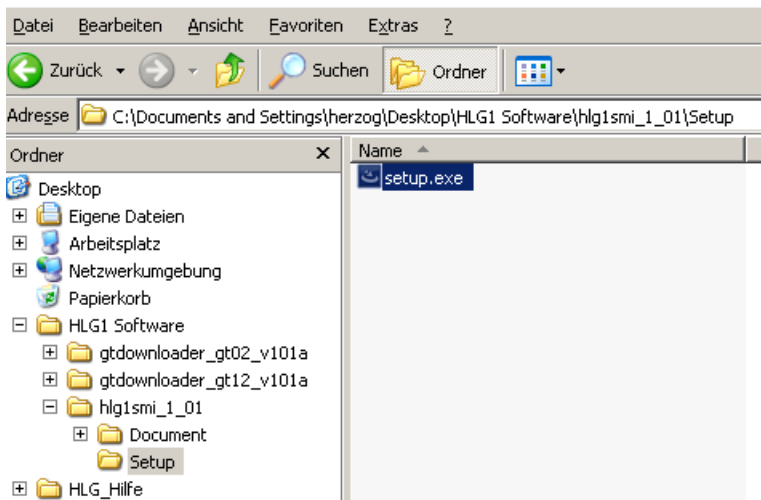 Datei Bearbeiten Ansicht Favoriten Extras ?
Zurück Suchen Ordner
Adresse C:\Documents and Settings\herzog\Desktop\HLG1 Software\hlg1smi_1_01\Setup
Ordner x
Name
setup.exe
Desktop
Eigene Dateien
Arbeitsplatz
Netzwerkumgebung
Papierkorb
HLG1 Software
gtdownloader_gt02_v101a
gtdownloader_gt12_v101a
hlg1smi_1_01
Document
Setup
HLG_Hilfe